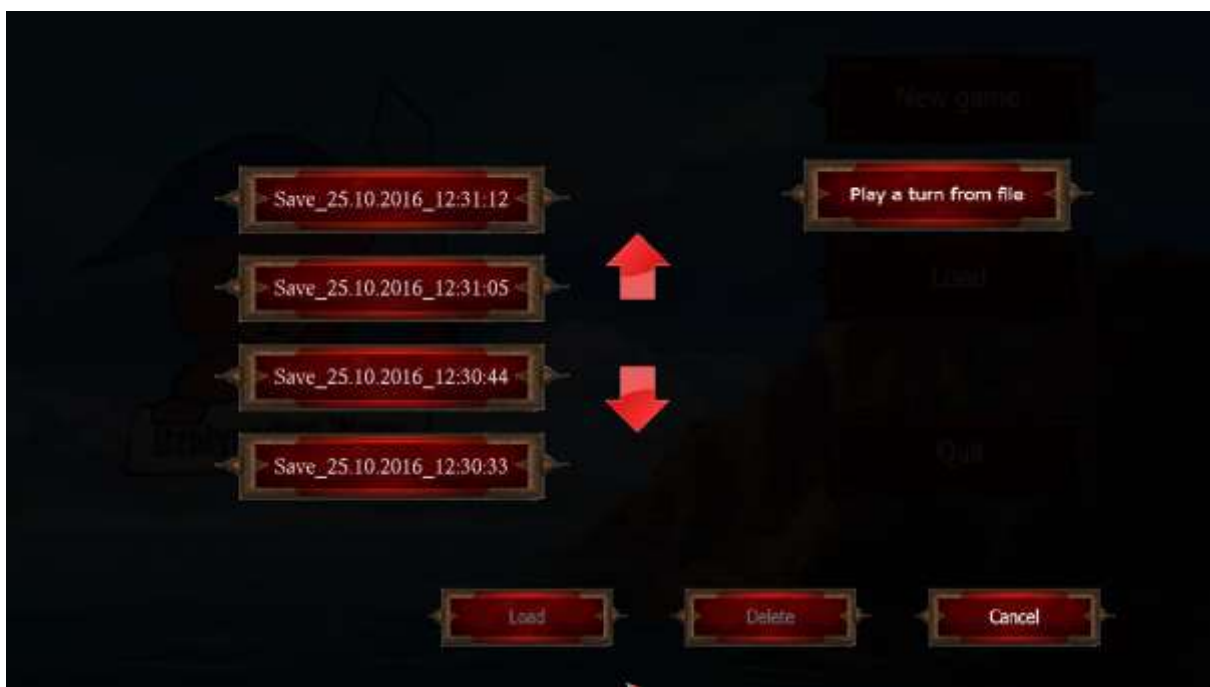 New game
Save_25.10.2016_12:31:12
Play a turn from file
Save_25.10.2016_12:31:05
Load
Save_25.10.2016_12:30:44
Save_25.10.2016_12:30:33
Quit
Load
Delete
Cancel